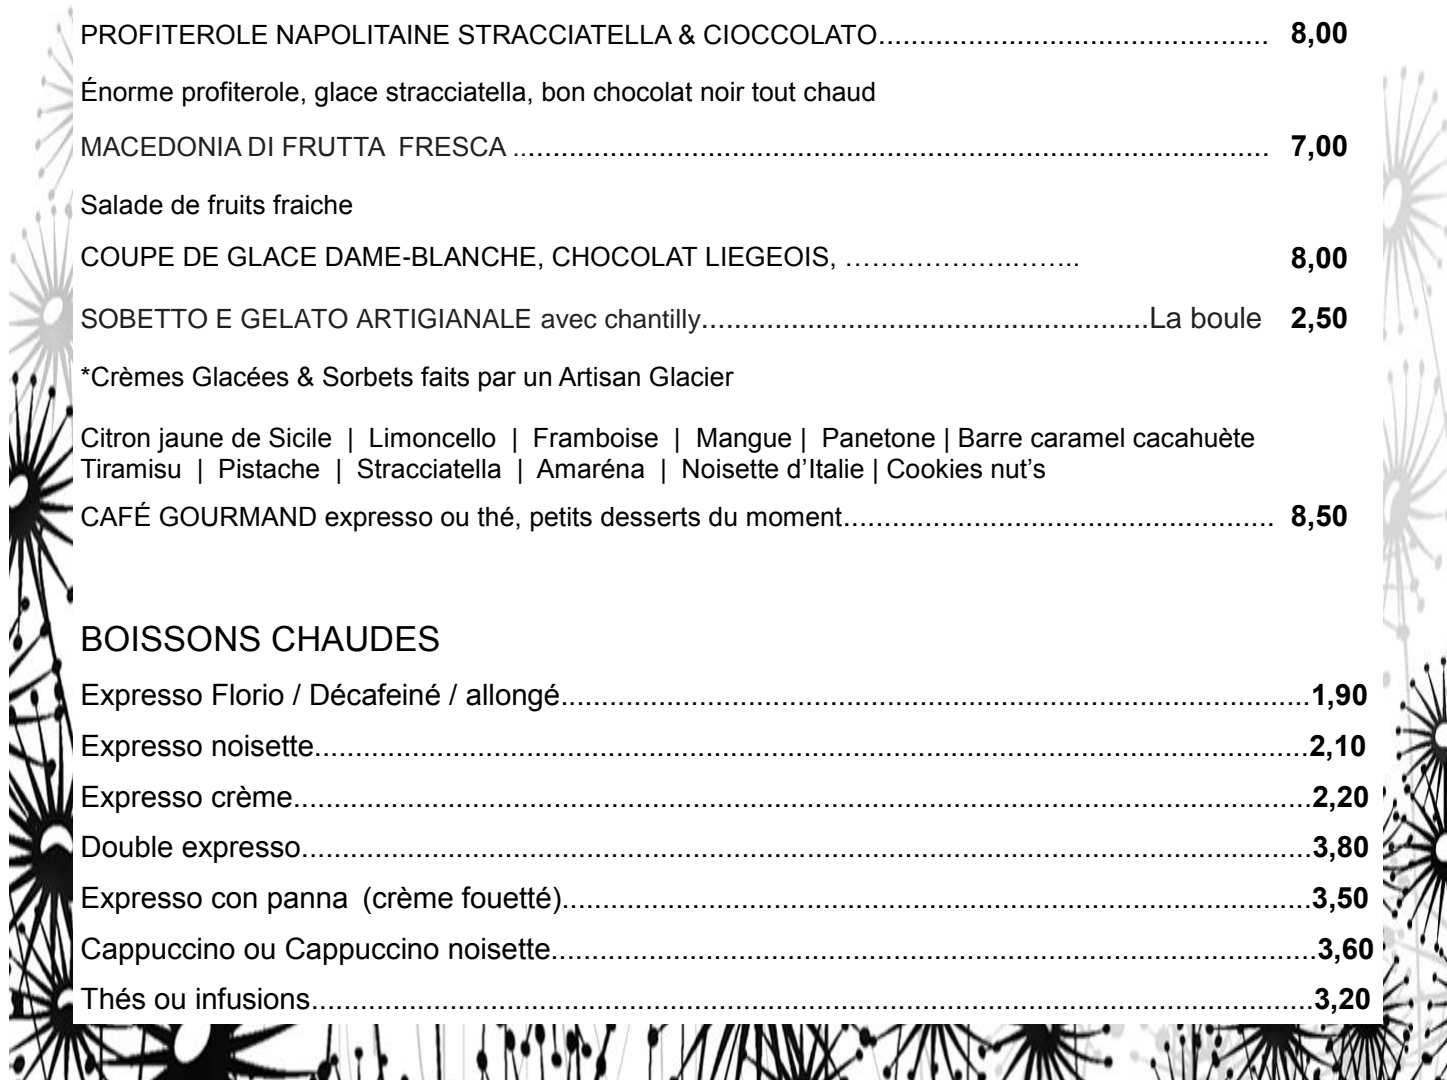 PROFITEROLE NAPOLITAINE STRACCIATELLA & CIOCCOLATO................................................ 8,00
Énorme profiterole, glace stracciatella, bon chocolat noir tout chaud
MACEDONIA DI FRUTTA FRESCA ............................................................................................. 7,00
Salade de fruits fraiche
COUPE DE GLACE DAME-BLANCHE, CHOCOLAT LIEGEOIS, ……………………….. 8,00
SOBETTO E GELATO ARTIGIANALE avec chantilly.......................................................La boule 2,50
*Crèmes Glacées & Sorbets faits par un Artisan Glacier
Citron jaune de Sicile | Limoncello | Framboise | Mangue | Panetone | Barre caramel cacahuète
Tiramisu | Pistache | Stracciatella | Amaréna | Noisette d’Italie | Cookies nut’s
CAFÉ GOURMAND expresso ou thé, petits desserts du moment..................................................... 8,50
BOISSONS CHAUDES
Expresso Florio / Décafeiné / allongé............................................................................................1,90
Expresso noisette..........................................................................................................................2,10
Expresso crème.............................................................................................................................2,20
Double expresso............................................................................................................................3,80
Expresso con panna (crème fouetté)............................................................................................3,50
Cappuccino ou Cappuccino noisette..............................................................................................3,60
Thés ou infusions...........................................................................................................................3,20